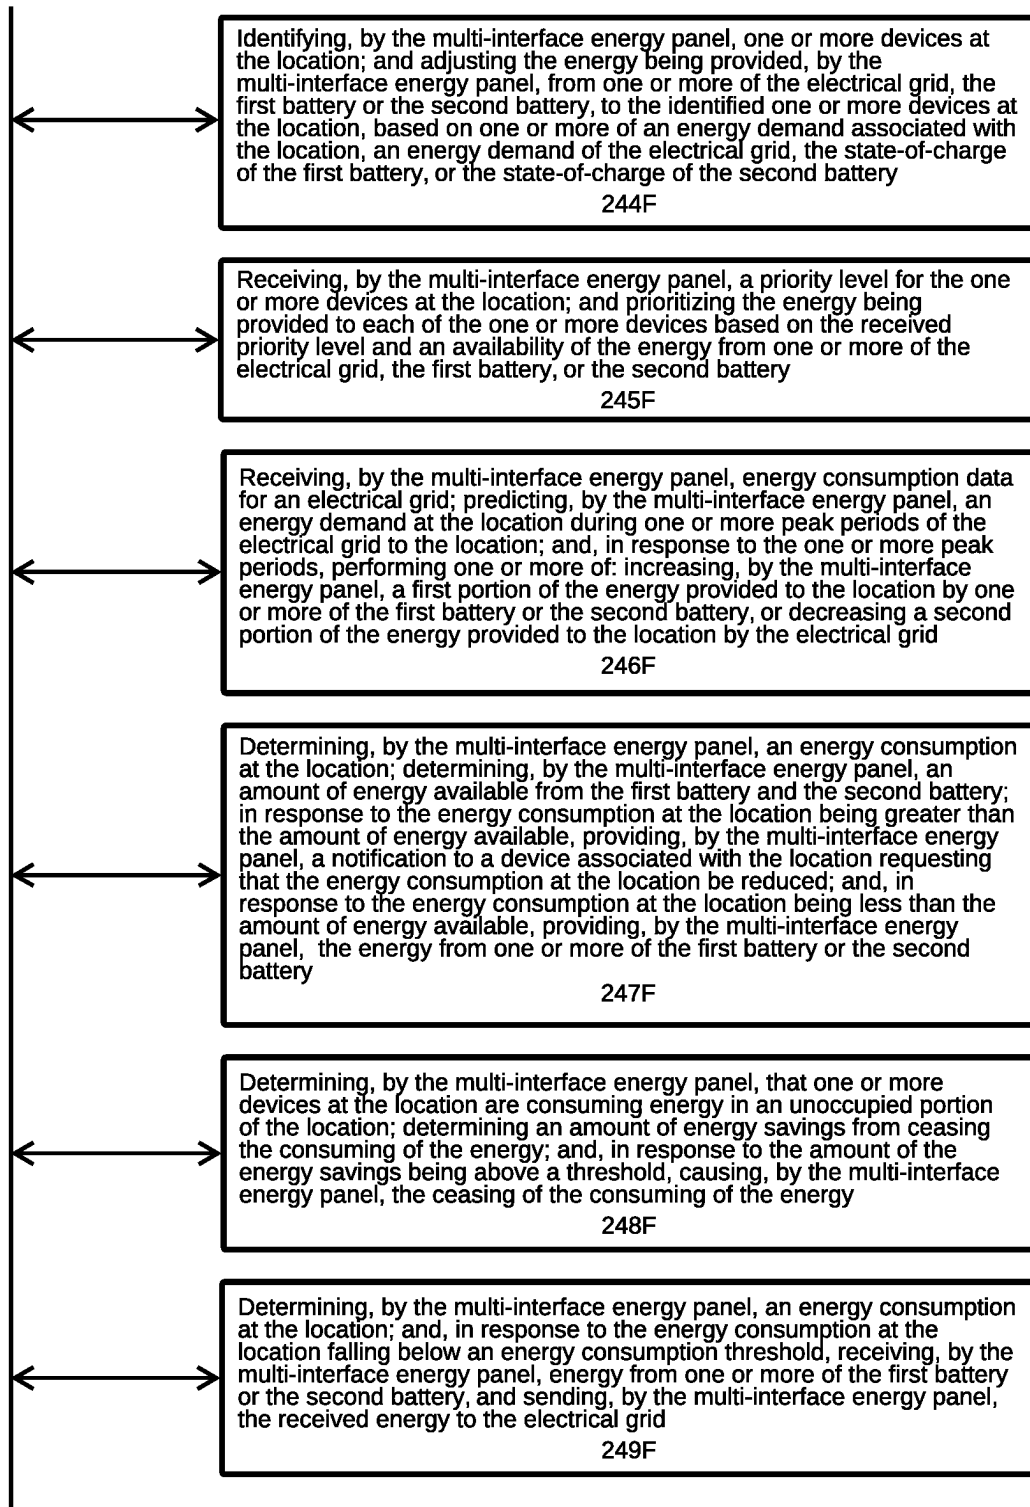 Identifying, by the multi-interface energy panel, one or more devices at
the location; and adjusting the energy being provided, by the
multi-interface energy panel, from one or more of the electrical grid, the
first battery or the second battery, to the identified one or more devices at
the location, based on one or more of an energy demand associated with
the location, an energy demand of the electrical grid, the state-of-charge
of the first battery, or the state-of-charge of the second battery
244F
Receiving, by the multi-interface energy panel, a priority level for the one
or more devices at the location; and prioritizing the energy being
provided to each of the one or more devices based on the received
priority level and an availability of the energy from one or more of the
electrical grid, the first battery, or the second battery
245F
Receiving, by the multi-interface energy panel, energy consumption data
for an electrical grid; predicting, by the multi-interface energy panel, an
energy demand at the location during one or more peak periods of the
electrical grid to the location; and, in response to the one or more peak
periods, performing one or more of: increasing, by the multi-interface
energy panel, a first portion of the energy provided to the location by one
or more of the first battery or the second battery, or decreasing a second
portion of the energy provided to the location by the electrical grid
246F
Determining, by the multi-interface energy panel, an energy consumption
at the location; determining, by the multi-interface energy panel, an
amount of energy available from the first battery and the second battery;
in response to the energy consumption at the location being greater than
the amount of energy available, providing, by the multi-interface energy
panel, a notification to a device associated with the location requesting
that the energy consumption at the location be reduced; and, in
response to the energy consumption at the location being less than the
amount of energy available, providing, by the multi-interface energy
panel,  the energy from one or more of the first battery or the second
battery
247F
Determining, by the multi-interface energy panel, that one or more
devices at the location are consuming energy in an unoccupied portion
of the location; determining an amount of energy savings from ceasing
the consuming of the energy; and, in response to the amount of the
energy savings being above a threshold, causing, by the multi-interface
energy panel, the ceasing of the consuming of the energy
248F
Determining, by the multi-interface energy panel, an energy consumption
at the location; and, in response to the energy consumption at the
location falling below an energy consumption threshold, receiving, by the
multi-interface energy panel, energy from one or more of the first battery
or the second battery, and sending, by the multi-interface energy panel,
the received energy to the electrical grid
249F